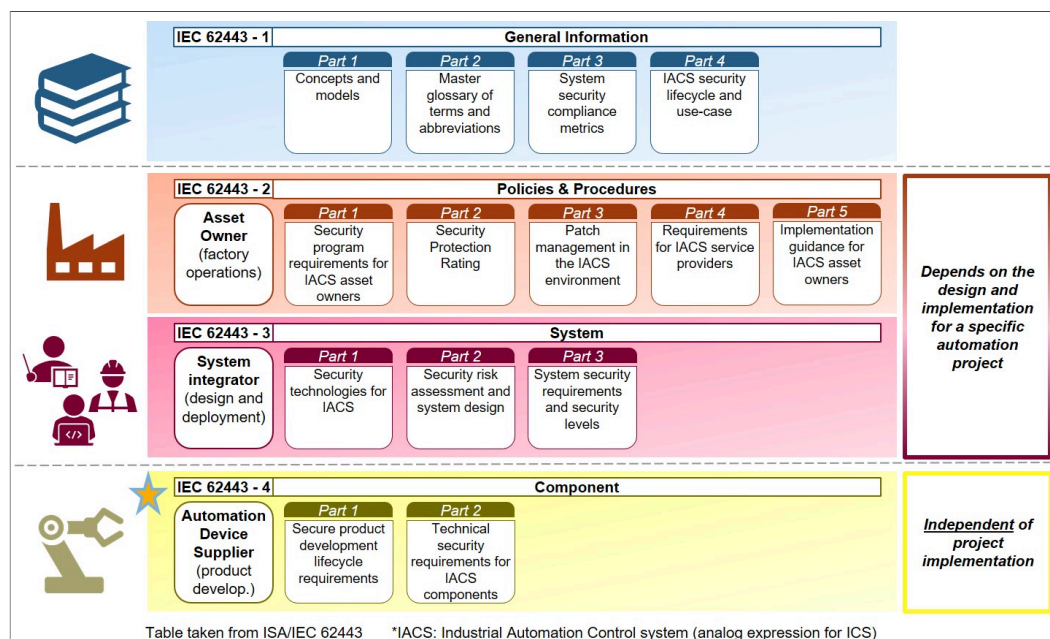 IEC 62443 - 1
General Information
Part 1
Part 2
Part 3
Part 4
Concepts and
models
Master
glossary of
terms and
abbreviations
System
security
compliance
metrics
IACS security
lifecycle and
use-case
IEC 62443 - 2
Policies & Procedures
Asset
Owner
(factory
operations)
Part 1
Security
program
requirements for
IACS asset
owners
Part 2
Security
Protection
Rating
Part 3
Patch
management in
the IACS
environment
Part 4
Requirements
for IACS service
providers
Part 5
Implementation
guidance for
IACS asset
owners
Depends on the
design and
implementation
for a specific
automation
project
IEC 62443 - 3
System
System
integrator
(design and
deployment)
Part 1
Security
technologies for
IACS
Part 2
Security risk
assessment and
system design
Part 3
System security
requirements
and security
levels
IEC 62443 - 4
Component
Automation
Device
Supplier
(product
develop.)
Part 1
Secure product
development
lifecycle
requirements
Part 2
Technical
security
requirements for
IACS
components
Independent of
project
implementation
Table taken from ISA/IEC 62443 *IACS: Industrial Automation Control system (analog expression for ICS)